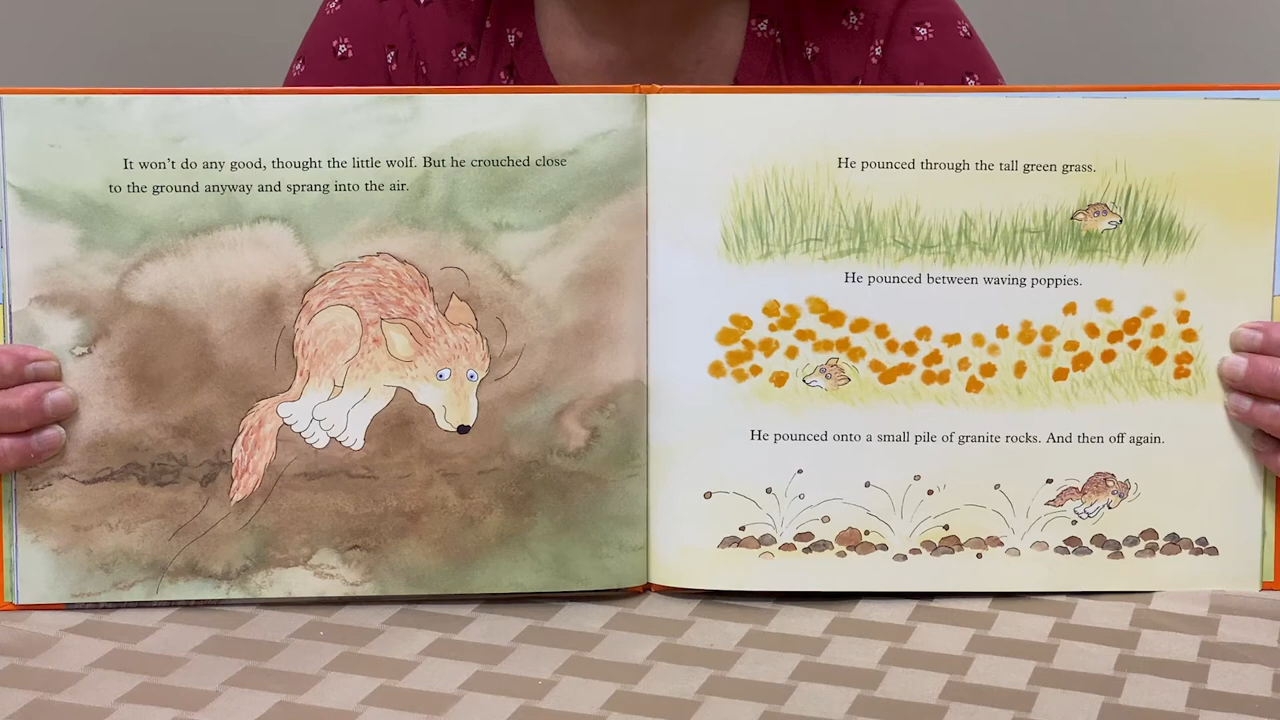 It won't do any good, thought the little wolf. But he crouched close
to the ground anyway and sprang into the air.
He pounced through the tall green grass.
He pounced between waving poppies.
He pounced onto a small pile of granite rocks. And then off again.